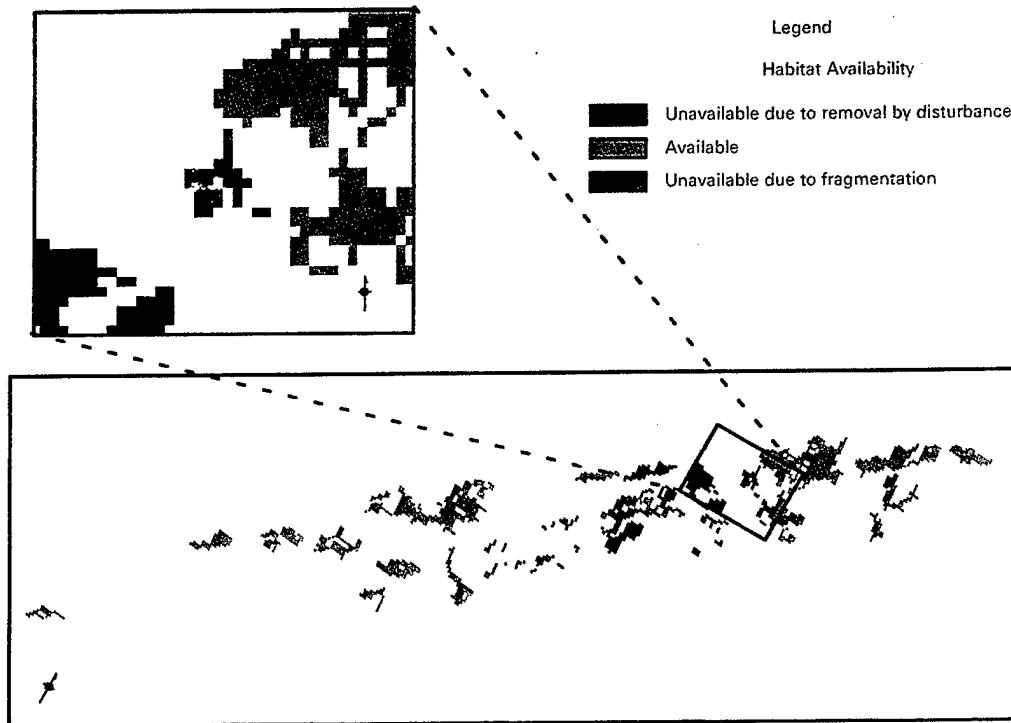 Legend
Habitat Availability
Unavailable due to removal by disturbance
Available
Unavailable due to fragmentation